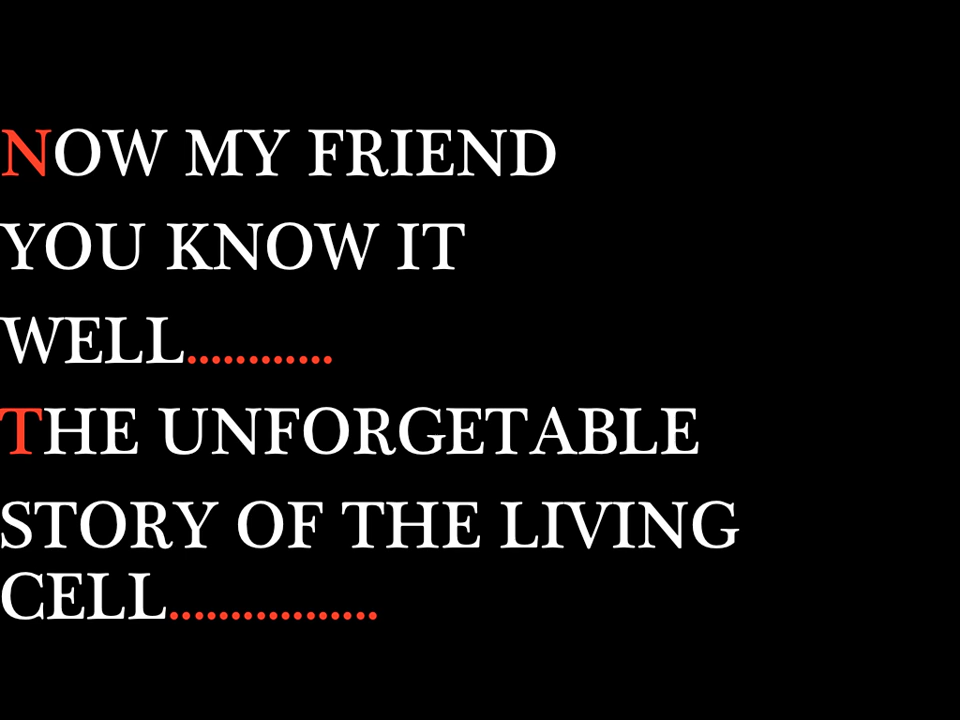 NOW MY FRIEND
YOU KNOW IT
WELL............
THE UNFORGETABLE
STORY OF THE LIVING
CELL.................